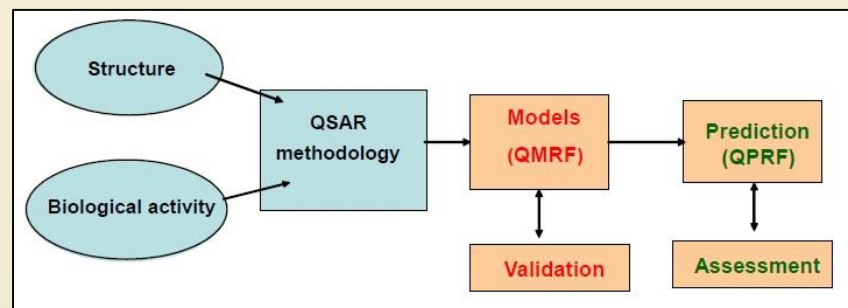 Structure
Biological activity
QSAR
methodology
Models
(QMRF)
Validation
Prediction
(QPRF)
Assessment